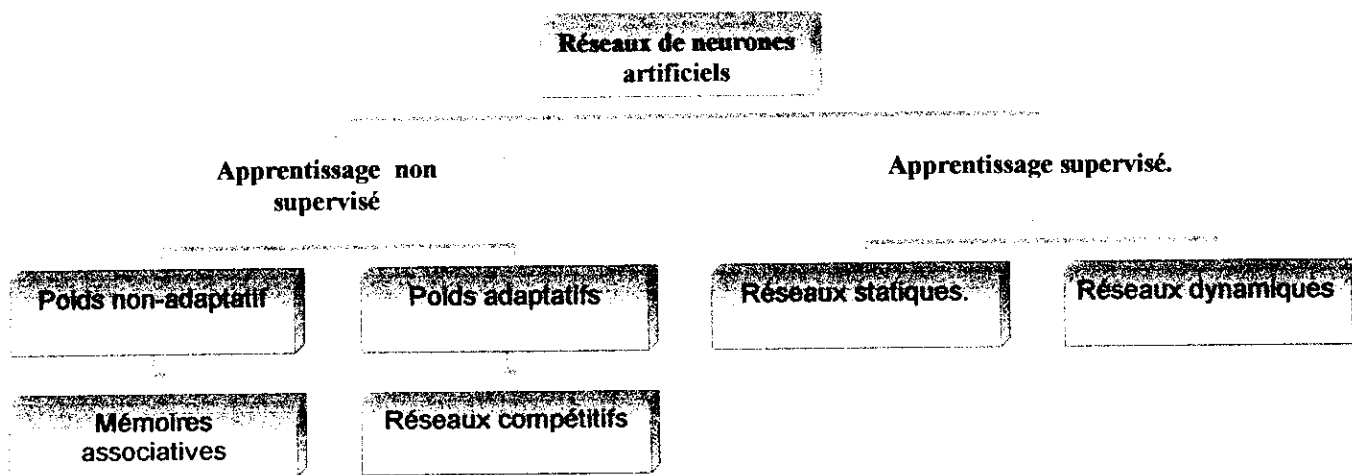 Réseaux de neurones
artificiels
Apprentissage non
supervisé
Apprentissage supervisé.
Poids non-adaptatif
Poids adaptatifs
Réseaux statiques.
Réseaux dynamiques
Mémoires
associatives
Réseaux compétitifs